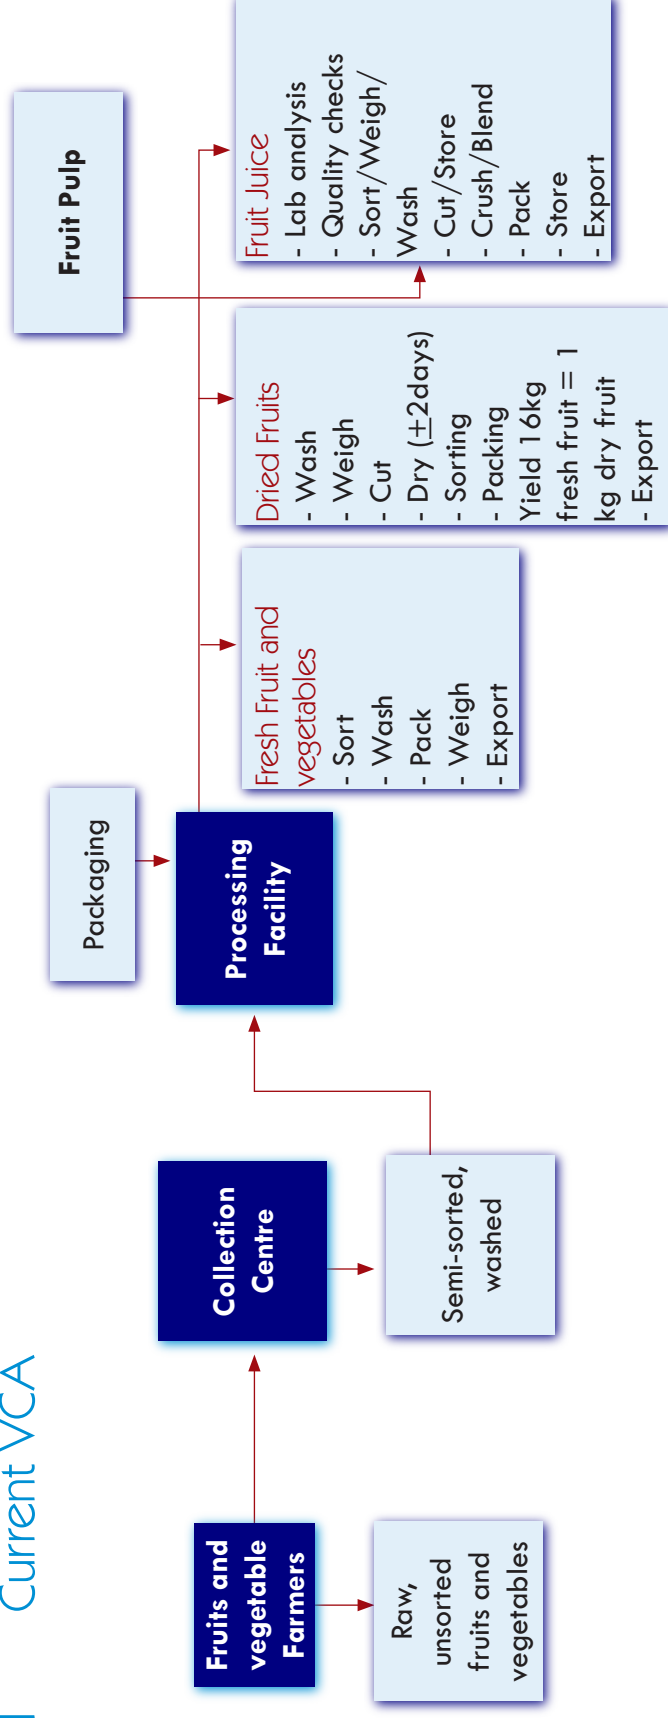 Current VCA
Fruits and
vegetable
Farmers
Raw,
unsorted
fruits and
vegetables
Collection
Centre
Semi-sorted,
washed
Packaging
Processing
Facility
Fresh Fruit and
vegetables
- Sort
- Wash
- Pack
- Weigh
- Export
Dried Fruits
- Wash
- Weigh
- Cut
- Dry (±2days)
- Sorting
- Packing
Yield 16kg
fresh fruit = 1
kg dry fruit
- Export
Fruit Pulp
Fruit Juice
- Lab analysis
- Quality checks
- Sort/Weigh/
Wash
- Cut/Store
- Crush/Blend
- Pack
- Store
- Export